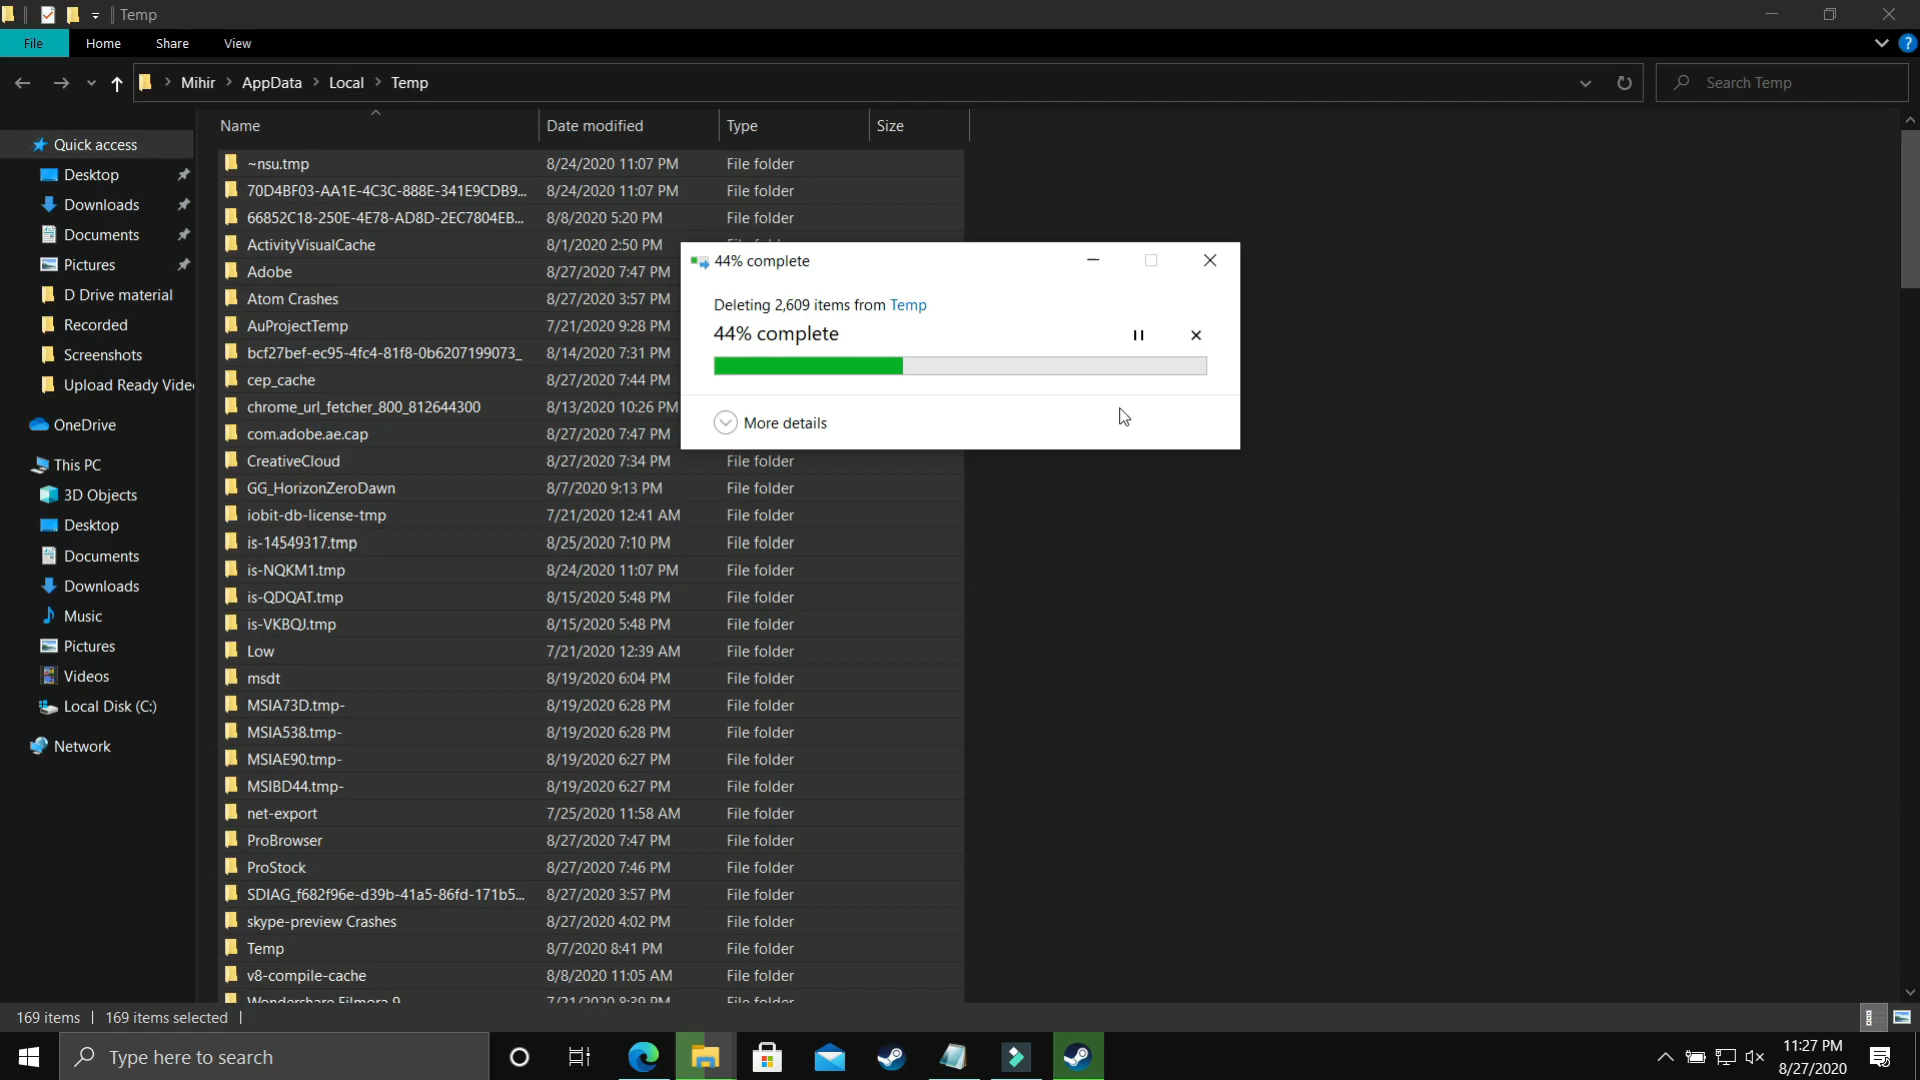 Temp
File Home Share View
Mihir AppData Local Temp
Search Temp
Name Date modified Type Size
Quick access
Desktop
Downloads
Documents
Pictures
D Drive material
Recorded
Screenshots
Upload Ready Vide
OneDrive
This PC
3D Objects
Desktop
Documents
Downloads
Music
Pictures
Videos
Local Disk (C:)
Network
~nsu.tmp 8/24/2020 11:07 PM File folder
70D4BF03-AA1E-4C3C-888E-341E9CDB9... 8/24/2020 11:07 PM File folder
66852C18-250E-4E78-AD8D-2EC7804EB... 8/8/2020 5:20 PM File folder
ActivityVisualCache 8/1/2020 2:50 PM
Adobe 8/27/2020 7:47 PM
Atom Crashes 8/27/2020 3:57 PM
AuProjectTemp 7/21/2020 9:28 PM
bcf27bef-ec95-4fc4-81f8-0b6207199073_ 8/14/2020 7:31 PM
cep_cache 8/27/2020 7:44 PM
chrome_url_fetcher_800_812644300 8/13/2020 10:26 PM
com.adobe.ae.cap 8/27/2020 7:47 PM
CreativeCloud 8/27/2020 7:34 PM File folder
GG_HorizonZeroDawn 8/7/2020 9:13 PM File folder
iobit-db-license-tmp 7/21/2020 12:41 AM File folder
is-14549317.tmp 8/25/2020 7:10 PM File folder
is-NQKM1.tmp 8/24/2020 11:07 PM File folder
is-QDQAT.tmp 8/15/2020 5:48 PM File folder
is-VKBQJ.tmp 8/15/2020 5:48 PM File folder
Low 7/21/2020 12:39 AM File folder
msdt 8/19/2020 6:04 PM File folder
MSIA73D.tmp- 8/19/2020 6:28 PM File folder
MSIA538.tmp- 8/19/2020 6:28 PM File folder
MSIAE90.tmp- 8/19/2020 6:27 PM File folder
MSIBD44.tmp- 8/19/2020 6:27 PM File folder
net-export 7/25/2020 11:58 AM File folder
ProBrowser 8/27/2020 7:47 PM File folder
ProStock 8/27/2020 7:46 PM File folder
SDIAG_f682f96e-d39b-41a5-86fd-171b5... 8/27/2020 3:57 PM File folder
skype-preview Crashes 8/27/2020 4:02 PM File folder
Temp 8/7/2020 8:41 PM File folder
v8-compile-cache 8/8/2020 11:05 AM File folder
Wondershare Filmora 9 7/21/2020 8:39 PM File folder
44% complete
Deleting 2,609 items from Temp
44% complete
More details
169 items 169 items selected
Type here to search
11:27 PM
8/27/2020